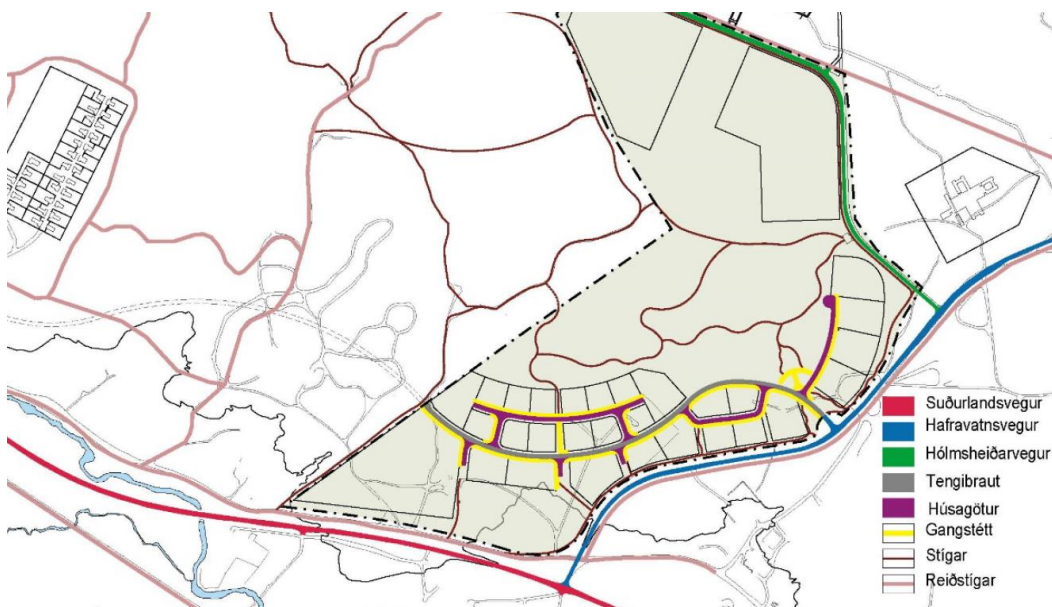 Suðurlandsvegur
Hafravatnsvegur
Hólmsheiðarvegur
Tengibraut
Húsagötur
Gangstétt
Stígar
Reiðstígar